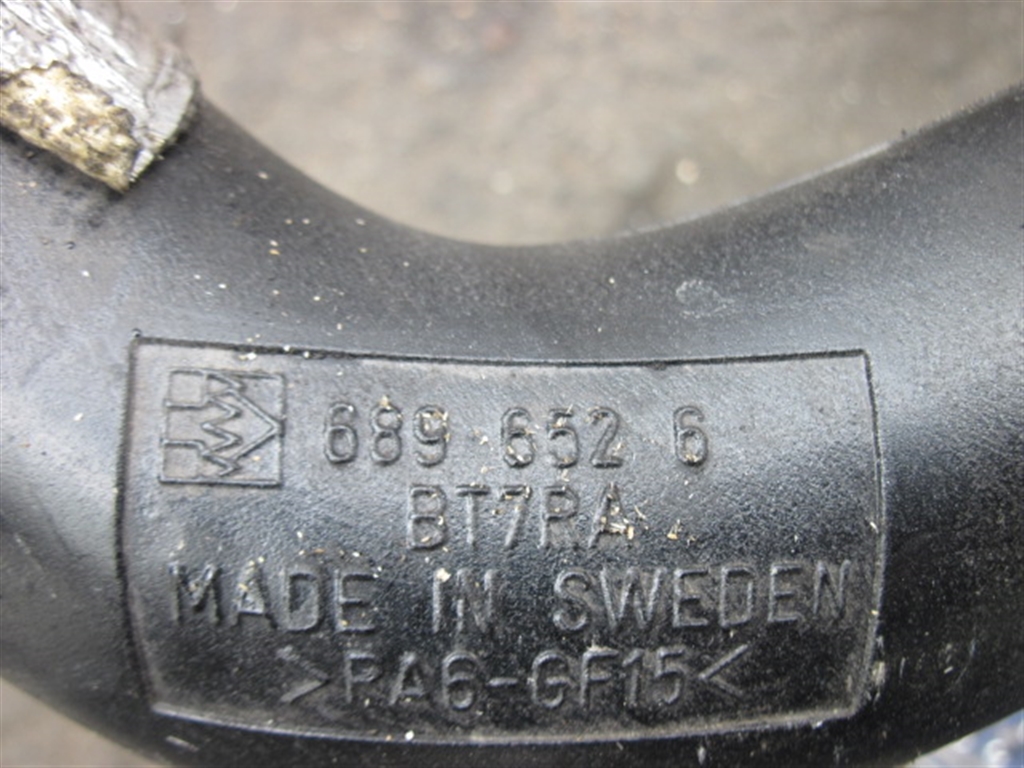 689 652 6
BT7RA
MADE IN SWEDEN
>PA6-GF15<